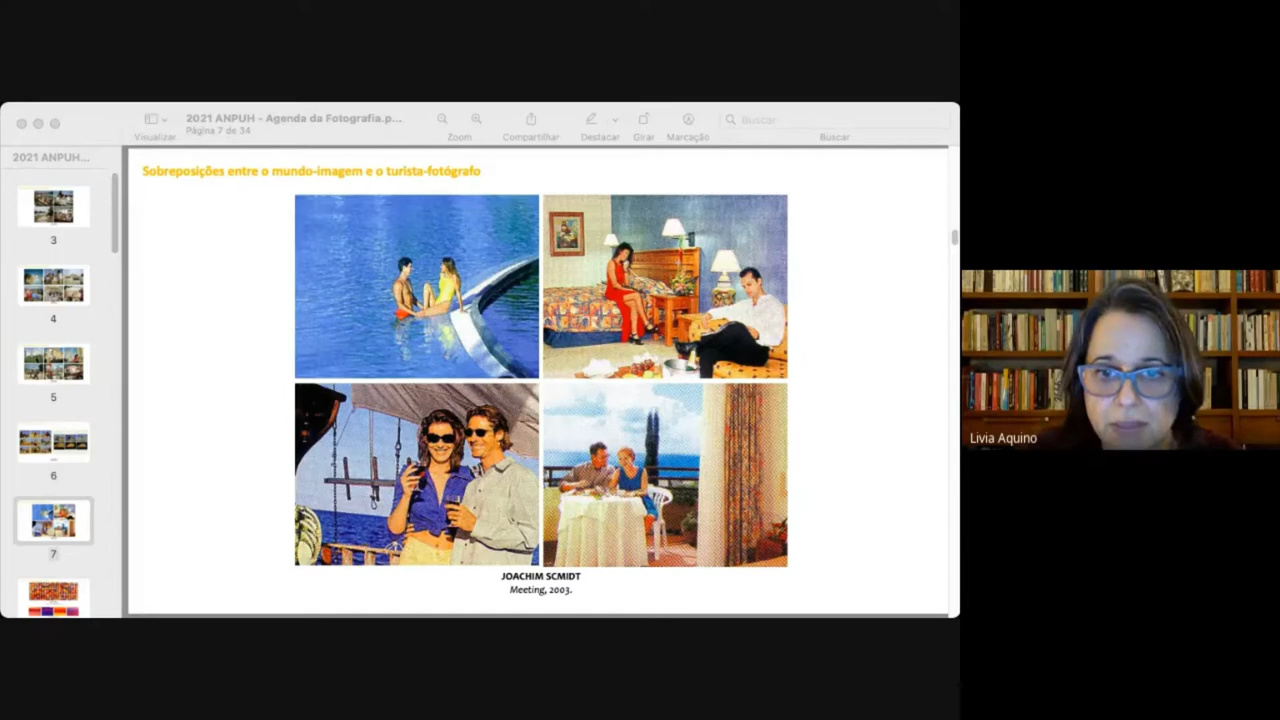 2021 ANPUH - Agenda da Fotografia.p...
Página 7 de 34
Visualizar
Zoom
Compartilhar
Destacar
Girar
Marcação
Buscar
Buscar
2021 ANPUH...
3
4
5
6
7
Sobreposições entre o mundo-imagem e o turista-fotógrafo
JOACHIM SCMIDT
Meeting, 2003.
Livia Aquino